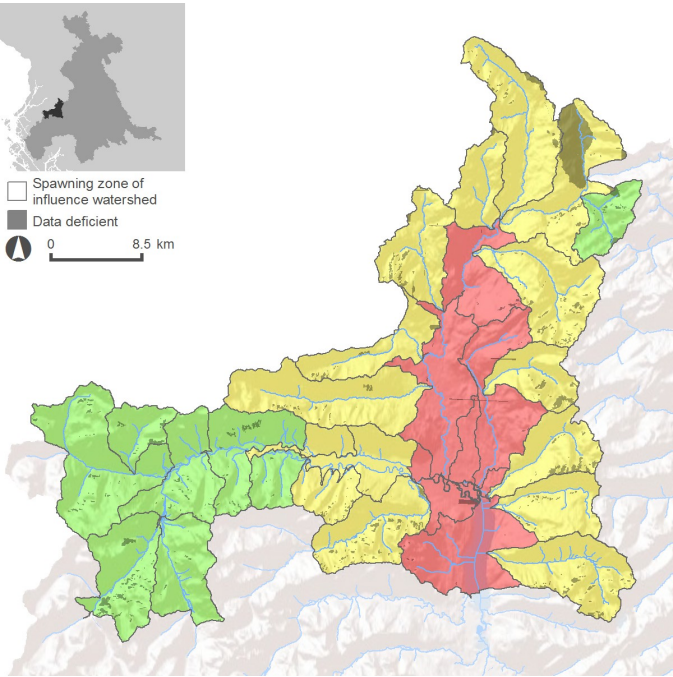 Spawning zone of
influence watershed
Data deficient
0 8.5 km